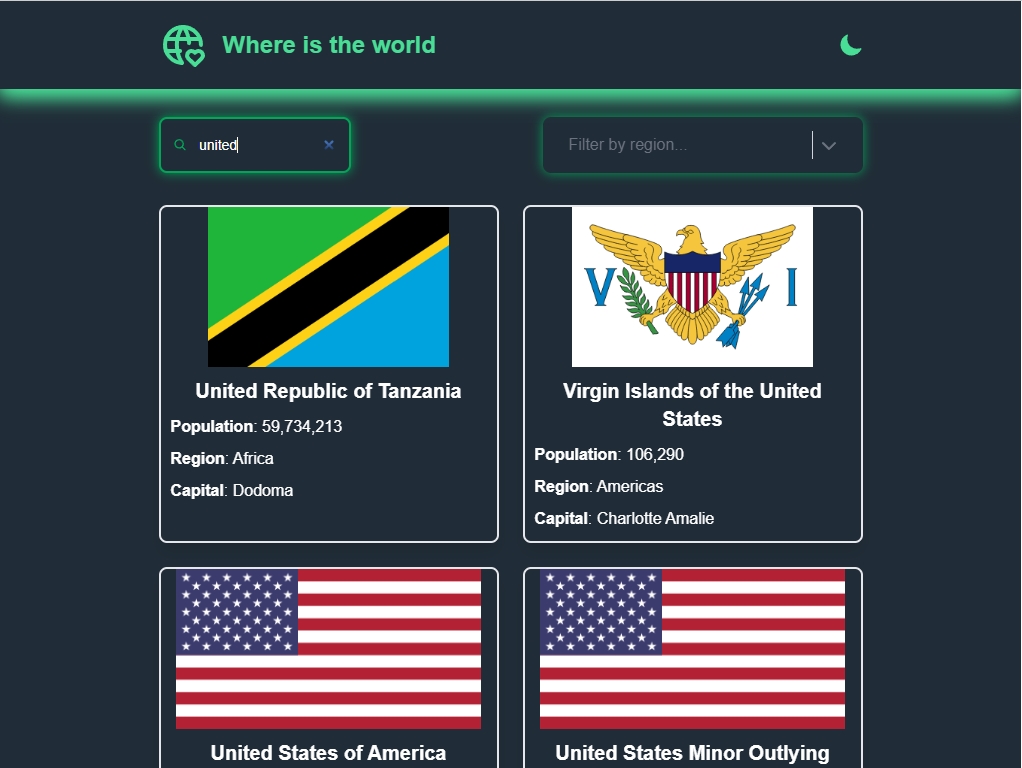 Where is the world
united
Filter by region...
V I
United Republic of Tanzania
Population: 59,734,213
Region: Africa
Capital: Dodoma
Virgin Islands of the United
States
Population: 106,290
Region: Americas
Capital: Charlotte Amalie
United States of America
United States Minor Outlying